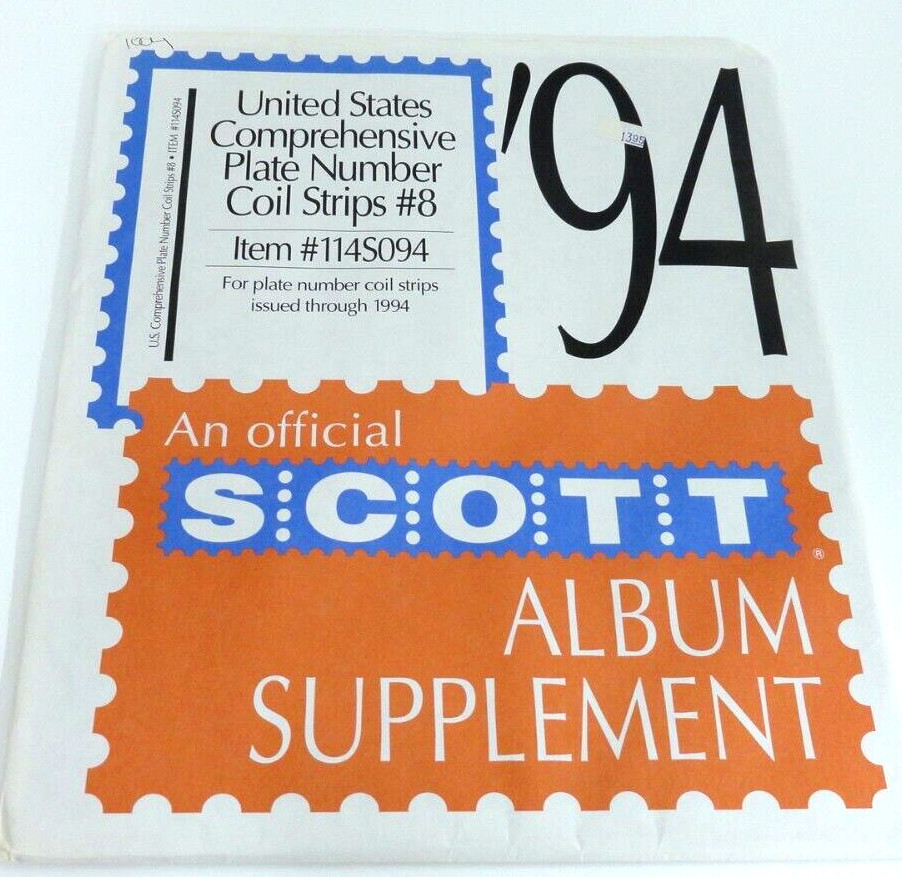 1994
United States
Comprehensive
Plate Number
Coil Strips #8
Item #114S094
For plate number coil strips
issued through 1994
U.S. Comprehensive Plate Number Coil Strips #8 • ITEM #114S094
'94
1395
An official
SCOTT®
ALBUM
SUPPLEMENT